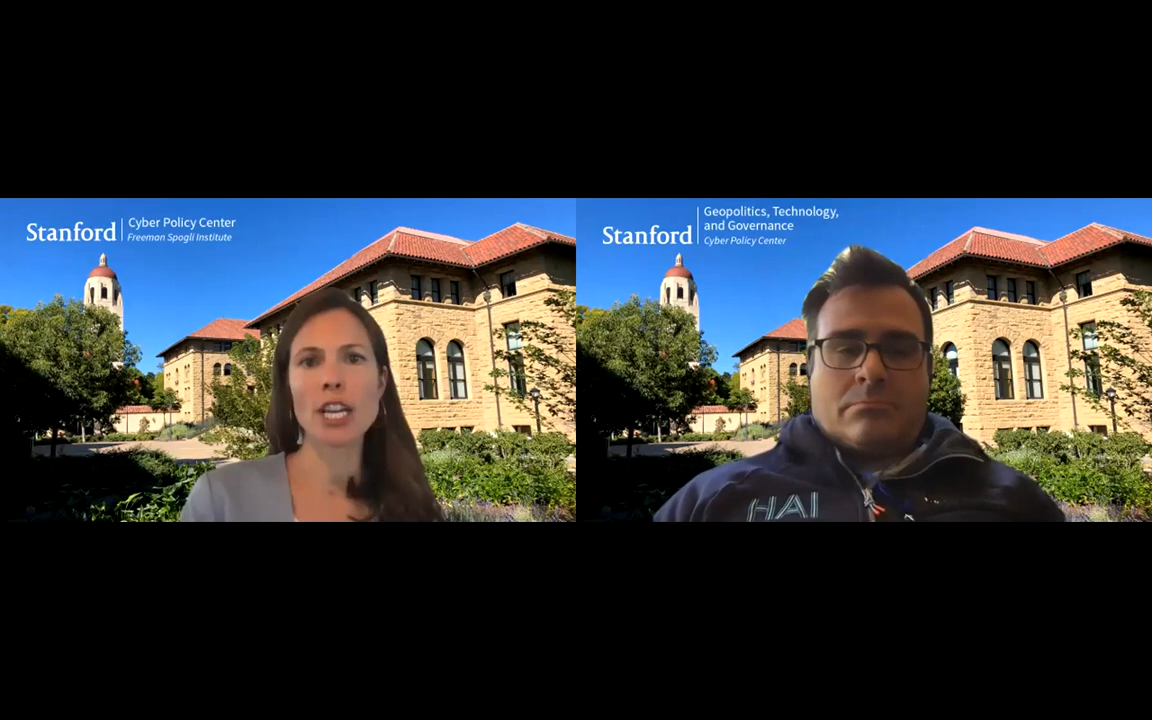 Stanford
Cyber Policy Center
Freeman Spogli Institute
Stanford
Geopolitics, Technology,
and Governance
Cyber Policy Center
HAI